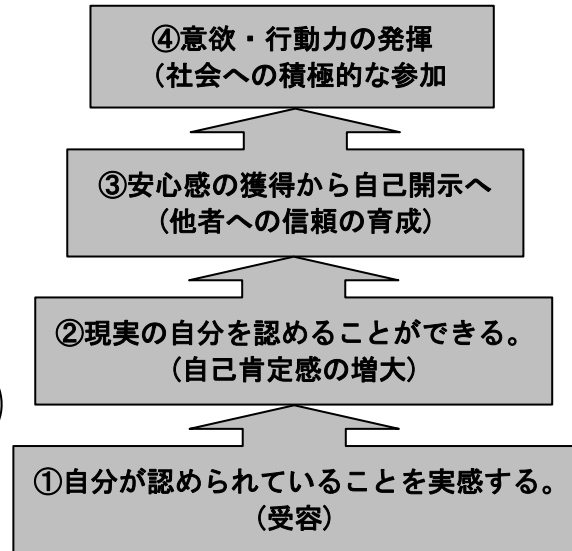 ④意欲・行動力の発揮
(社会への積極的な参加
③安心感の獲得から自己開示へ
(他者への信頼の育成)
②現実の自分を認めることができる。
(自己肯定感の増大)
①自分が認められていることを実感する。
(受容)